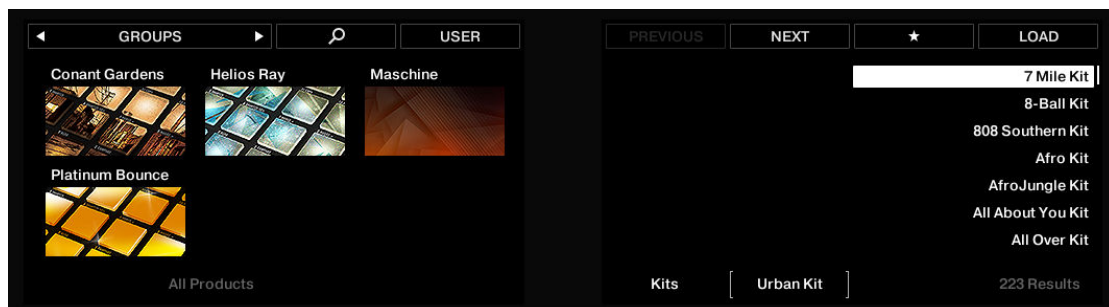 GROUPS
USER
PREVIOUS
NEXT
LOAD
Conant Gardens
Helios Ray
Maschine
Platinum Bounce
All Products
7 Mile Kit
8-Ball Kit
808 Southern Kit
Afro Kit
AfroJungle Kit
All About You Kit
All Over Kit
Kits
Urban Kit
223 Results